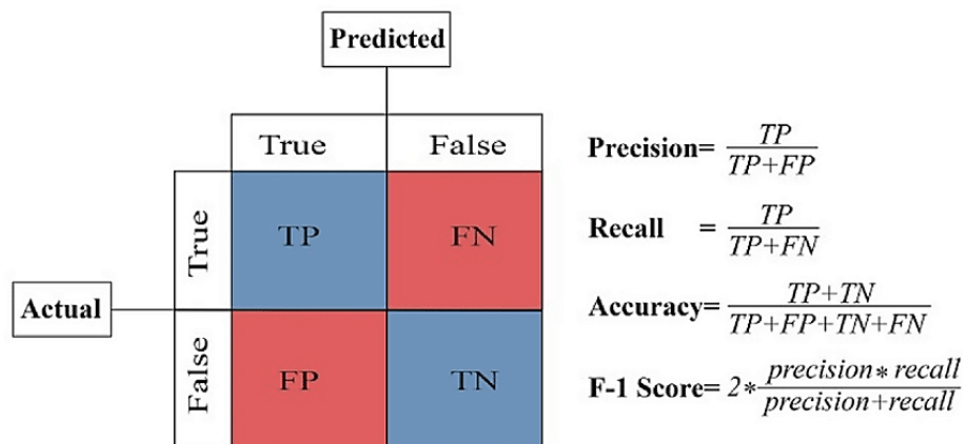 Predicted
True False
True
TP FN
Actual
False
FP TN
Precision= TP / TP+FP
Recall = TP / TP+FN
Accuracy= TP+TN / TP+FP+TN+FN
F-1 Score= 2* precision* recall / precision+recall